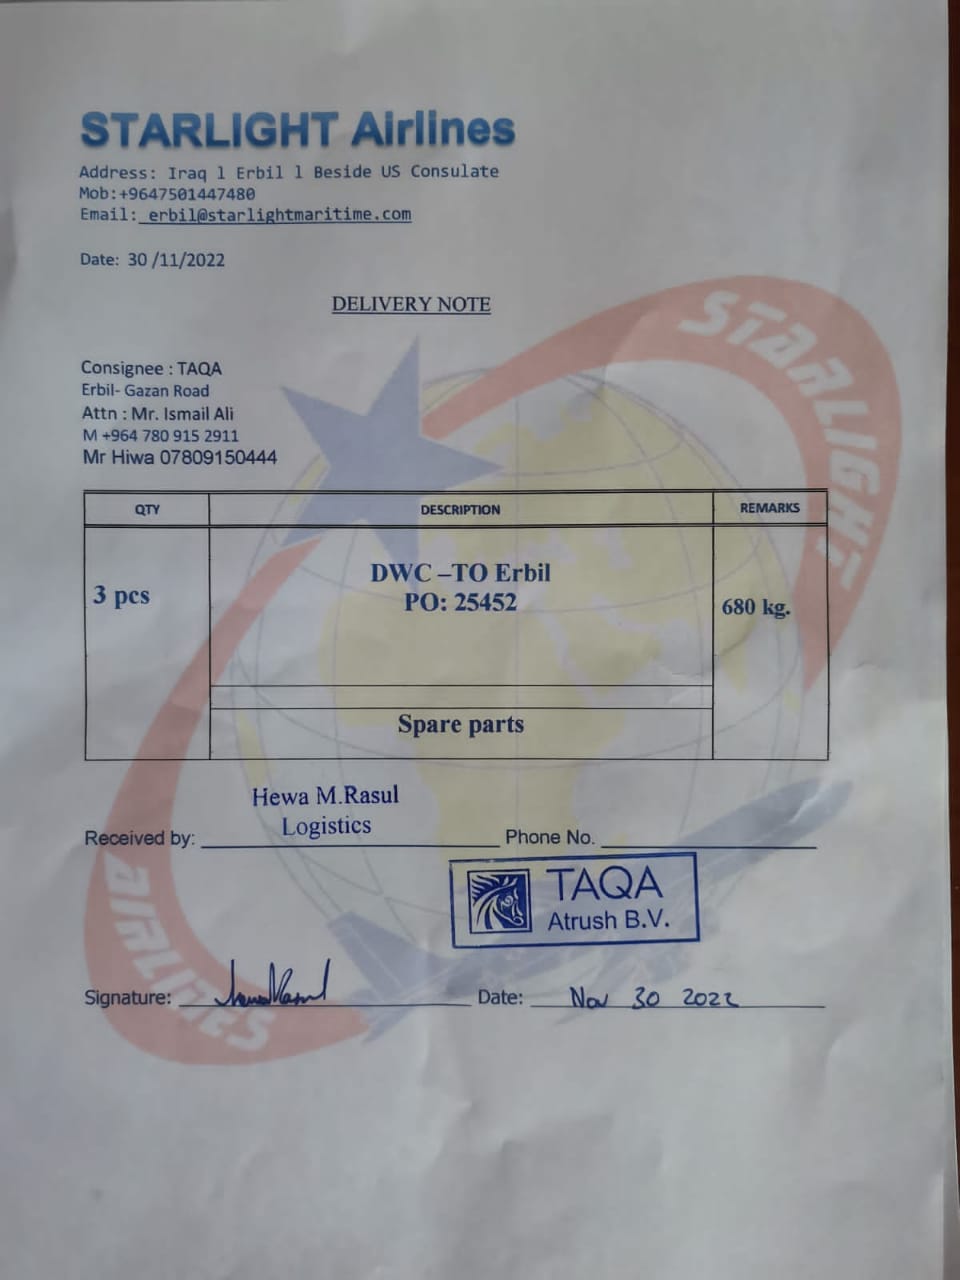 STARLIGHT Airlines
Address: Iraq l Erbil l Beside US Consulate
Mob:+9647501447480
Email: erbil@starlightmaritime.com
Date: 30 /11/2022
DELIVERY NOTE
Consignee : TAQA
Erbil- Gazan Road
Attn : Mr. Ismail Ali
M +964 780 915 2911
Mr Hiwa 07809150444
QTY DESCRIPTION REMARKS
DWC –TO Erbil
3 pcs PO: 25452 680 kg.
Spare parts
Hewa M.Rasul
Logistics
Received by: Phone No.
TAQA
Atrush B.V.
Signature: Date: Nov 30 2022
STARLIGHT
AIRLINES